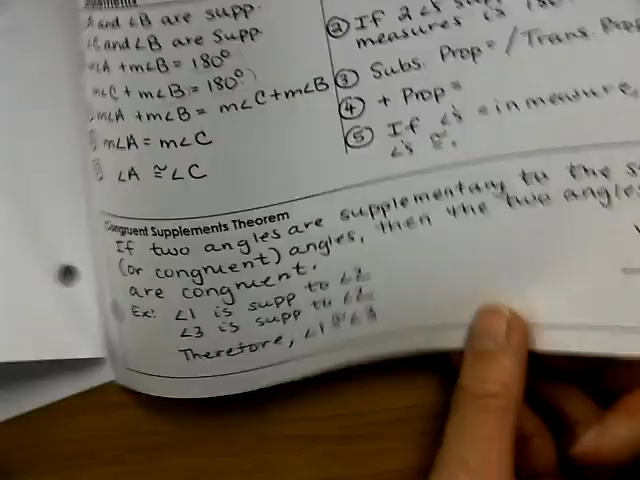 ∠A and ∠B are supp.
∠C and ∠B are supp
m∠A + m∠B = 180°
m∠C + m∠B = 180°
m∠A + m∠B = m∠C + m∠B
m∠A = m∠C
∠A ≅ ∠C
② If 2 ∠'s
measures is
③ Subs. Prop= / Trans. Prop
④ + Prop=
⑤ If ∠'s = in measure,
∠'s ≅.
Congruent Supplements Theorem
If two angles are supplementary to the
(or congruent) angles, then the two angles
are congruent.
Ex: ∠1 is supp to ∠2
∠3 is supp to ∠2
Therefore, ∠1 ≅ ∠3